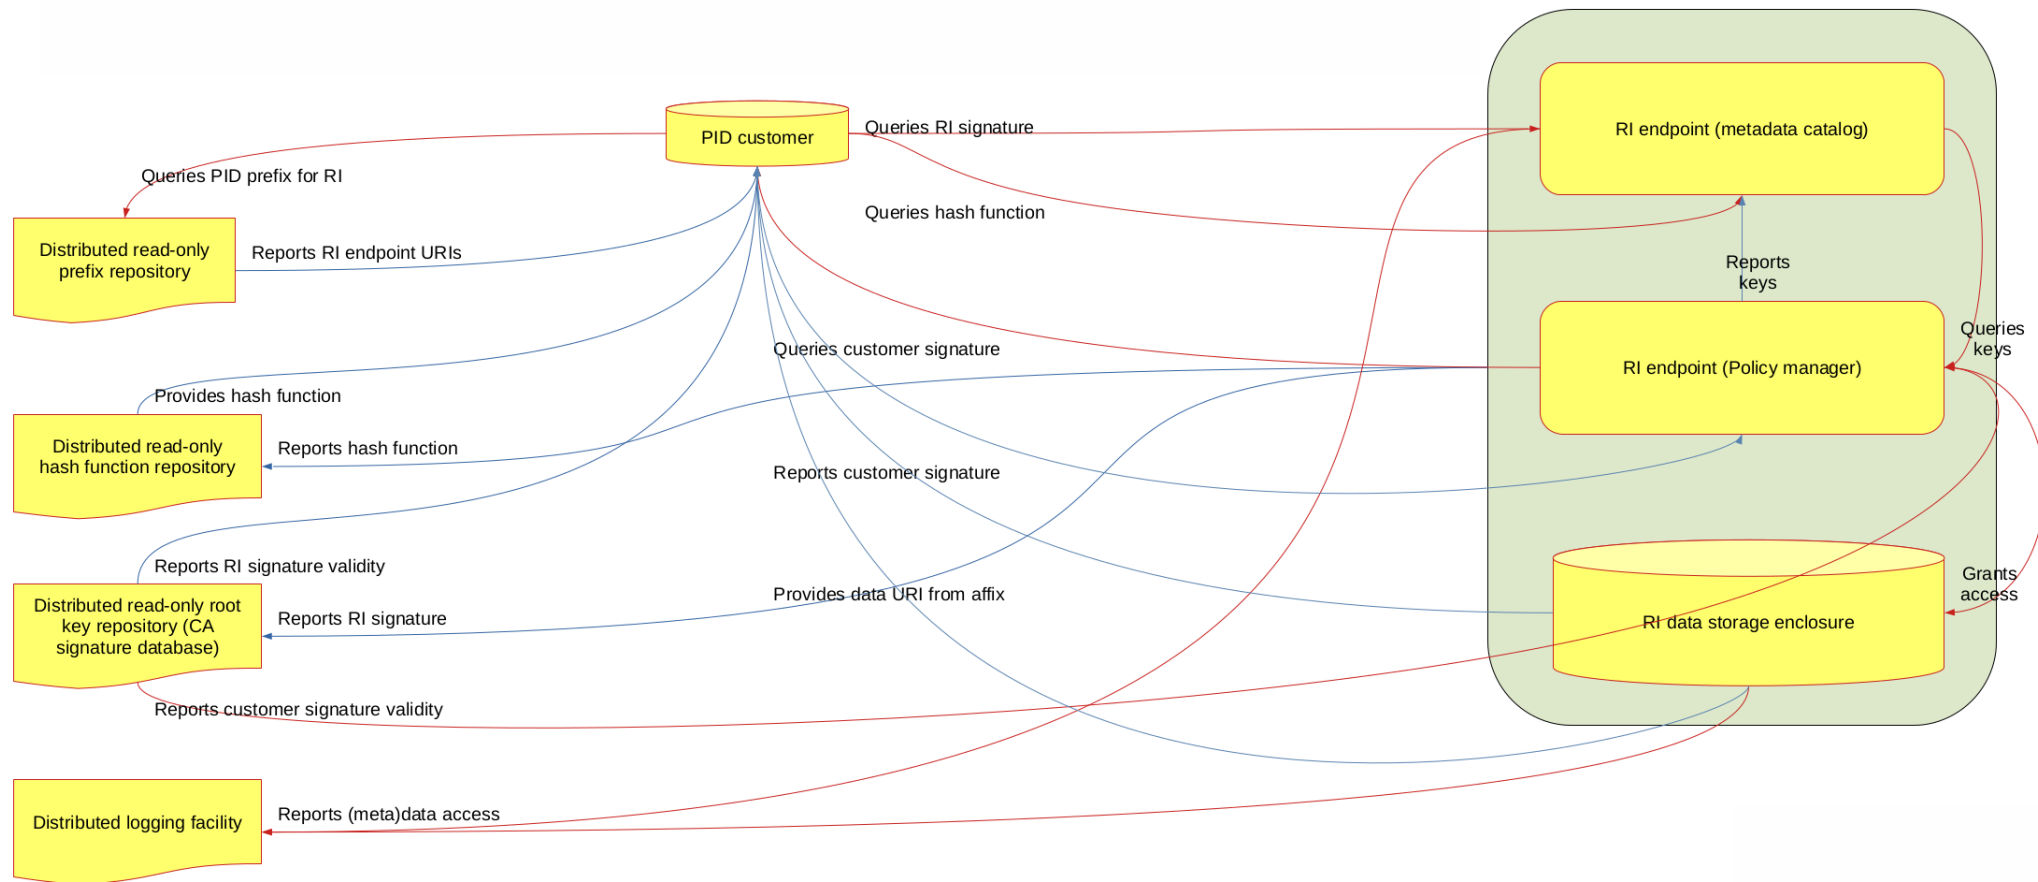 PID customer
Queries RI signature
RI endpoint (metadata catalog)
Queries PID prefix for RI
Queries hash function
Distributed read-only
prefix repository
Reports RI endpoint URIs
Reports
keys
Queries
keys
Queries customer signature
RI endpoint (Policy manager)
Provides hash function
Distributed read-only
hash function repository
Reports hash function
Reports customer signature
Reports RI signature validity
Provides data URI from affix
Grants
access
Distributed read-only root
key repository (CA
signature database)
Reports RI signature
RI data storage enclosure
Reports customer signature validity
Distributed logging facility
Reports (meta)data access